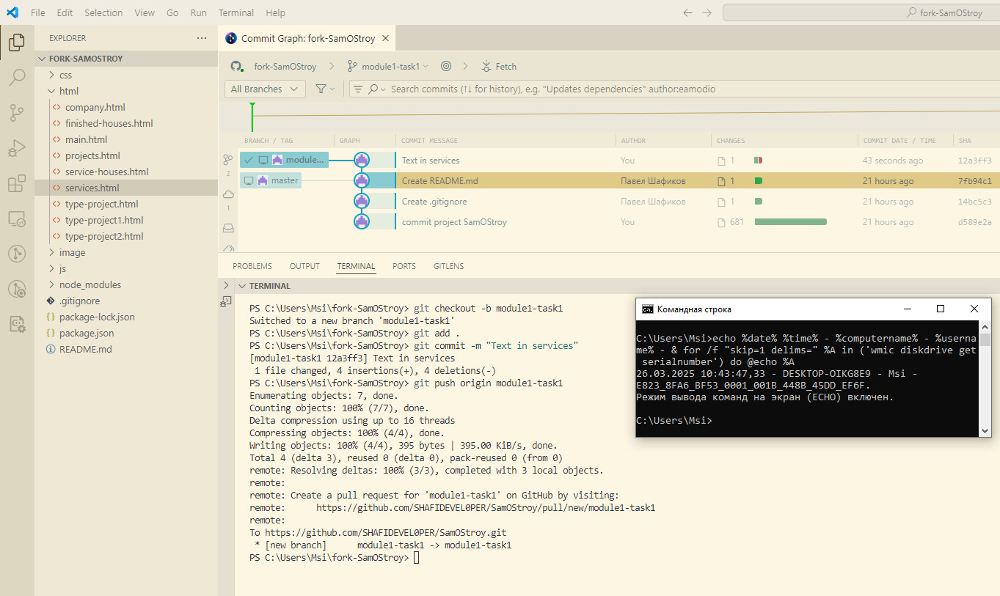 File Edit Selection View Go Run Terminal Help
fork-SamOStroy
EXPLORER ...
FORK-SAMOSTROY
css
html
company.html
finished-houses.html
main.html
projects.html
service-houses.html
services.html
type-project.html
type-project1.html
type-project2.html
image
js
node_modules
.gitignore
package-lock.json
package.json
README.md
Commit Graph: fork-SamOStroy
fork-SamOStroy module1-task1 Fetch
All Branches Search commits (↑↓ for history), e.g. "Updates dependencies" author:eamodio
BRANCH / TAG GRAPH COMMIT MESSAGE AUTHOR CHANGES COMMIT DATE / TIME SHA
module... Text in services You 1 43 seconds ago 12a3ff3
2
master Create README.md Павел Шафиков 1 21 hours ago 7fb94c1
Create .gitignore Павел Шафиков 1 21 hours ago 14bc5c3
1
commit project SamOStroy You 681 21 hours ago d589e2a
PROBLEMS OUTPUT TERMINAL PORTS GITLENS
TERMINAL
PS C:\Users\Msi\fork-SamOStroy> git checkout -b module1-task1
Switched to a new branch 'module1-task1'
PS C:\Users\Msi\fork-SamOStroy> git add .
PS C:\Users\Msi\fork-SamOStroy> git commit -m "Text in services"
[module1-task1 12a3ff3] Text in services
1 file changed, 4 insertions(+), 4 deletions(-)
PS C:\Users\Msi\fork-SamOStroy> git push origin module1-task1
Enumerating objects: 7, done.
Counting objects: 100% (7/7), done.
Delta compression using up to 16 threads
Compressing objects: 100% (4/4), done.
Writing objects: 100% (4/4), 395 bytes | 395.00 KiB/s, done.
Total 4 (delta 3), reused 0 (delta 0), pack-reused 0 (from 0)
remote: Resolving deltas: 100% (3/3), completed with 3 local objects.
remote:
remote: Create a pull request for 'module1-task1' on GitHub by visiting:
remote:      https://github.com/SHAFIDEVEL0PER/SamOStroy/pull/new/module1-task1
remote:
To https://github.com/SHAFIDEVEL0PER/SamOStroy.git
* [new branch]      module1-task1 -> module1-task1
PS C:\Users\Msi\fork-SamOStroy>
Командная строка
C:\Users\Msi>echo %date% %time% - %computername% - %userna
me% - & for /f "skip=1 delims=" %A in ('wmic diskdrive get
serialnumber') do @echo %A
26.03.2025 10:43:47,33 - DESKTOP-OIKG8E9 - Msi -
E823_8FA6_BF53_0001_001B_448B_45DD_EF6F.
Режим вывода команд на экран (ECHO) включен.
C:\Users\Msi>